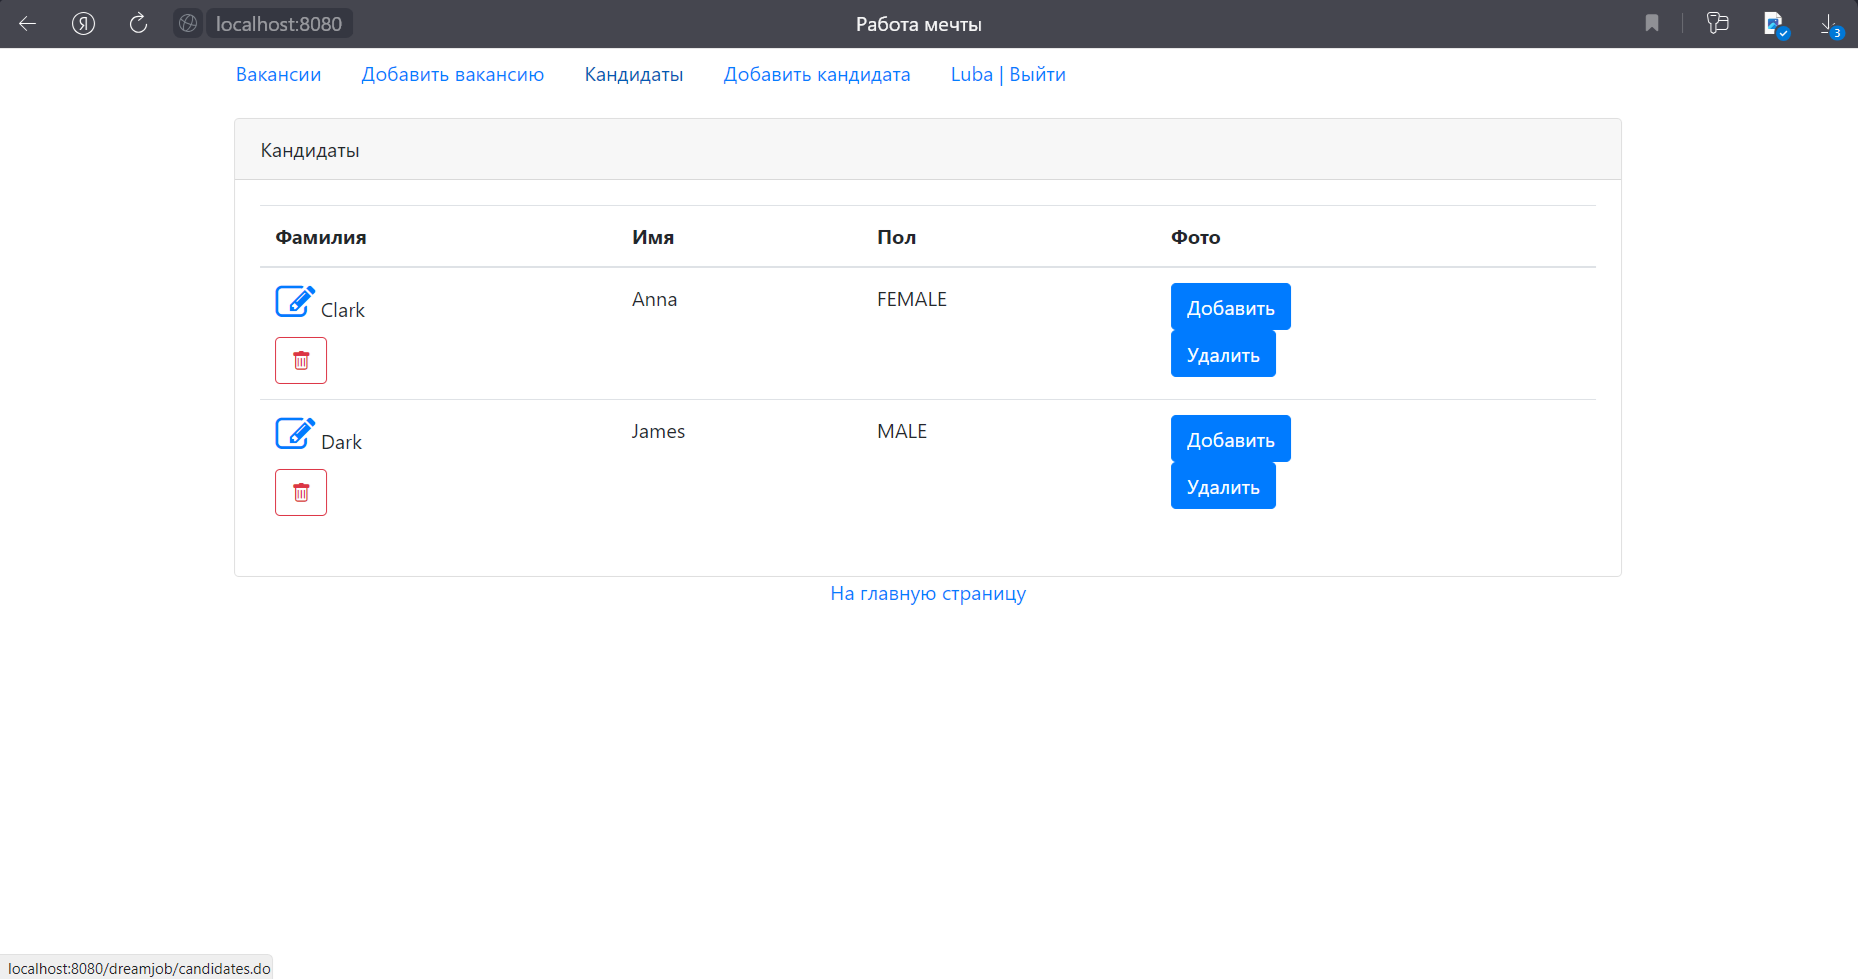 localhost:8080 Работа мечты 3
Вакансии Добавить вакансию Кандидаты Добавить кандидата Luba | Выйти
Кандидаты
Фамилия Имя Пол Фото
Clark Anna FEMALE Добавить
Удалить
Dark James MALE Добавить
Удалить
На главную страницу
localhost:8080/dreamjob/candidates.do